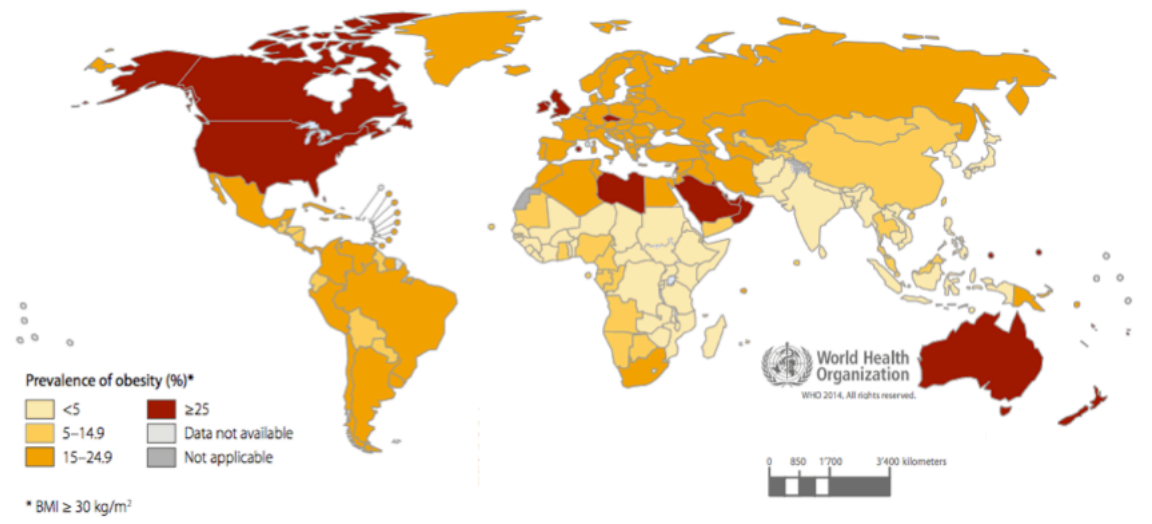 World Health
Organization
WHO 2014, All rights reserved.
Prevalence of obesity (%)*
<5
5–14.9
15–24.9
≥25
Data not available
Not applicable
0 850 1'700 3'400 kilometers
* BMI ≥ 30 kg/m²